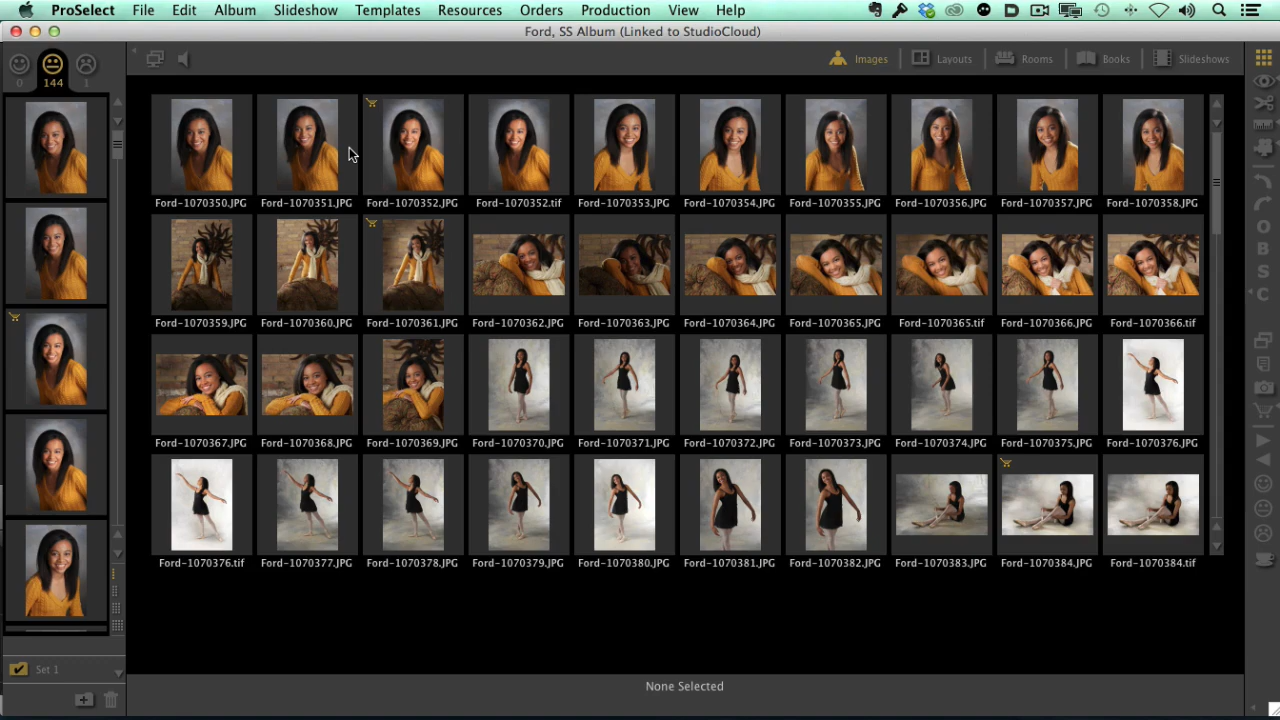 ProSelect File Edit Album Slideshow Templates Resources Orders Production View Help
Ford, SS Album (Linked to StudioCloud)
0 144 1
Images Layouts Rooms Books Slideshows
Ford-1070350.JPG Ford-1070351.JPG Ford-1070352.JPG Ford-1070352.tif Ford-1070353.JPG Ford-1070354.JPG Ford-1070355.JPG Ford-1070356.JPG Ford-1070357.JPG Ford-1070358.JPG
Ford-1070359.JPG Ford-1070360.JPG Ford-1070361.JPG Ford-1070362.JPG Ford-1070363.JPG Ford-1070364.JPG Ford-1070365.JPG Ford-1070365.tif Ford-1070366.JPG Ford-1070366.tif
Ford-1070367.JPG Ford-1070368.JPG Ford-1070369.JPG Ford-1070370.JPG Ford-1070371.JPG Ford-1070372.JPG Ford-1070373.JPG Ford-1070374.JPG Ford-1070375.JPG Ford-1070376.JPG
Ford-1070376.tif Ford-1070377.JPG Ford-1070378.JPG Ford-1070379.JPG Ford-1070380.JPG Ford-1070381.JPG Ford-1070382.JPG Ford-1070383.JPG Ford-1070384.JPG Ford-1070384.tif
O
B
S
C
Set 1
None Selected